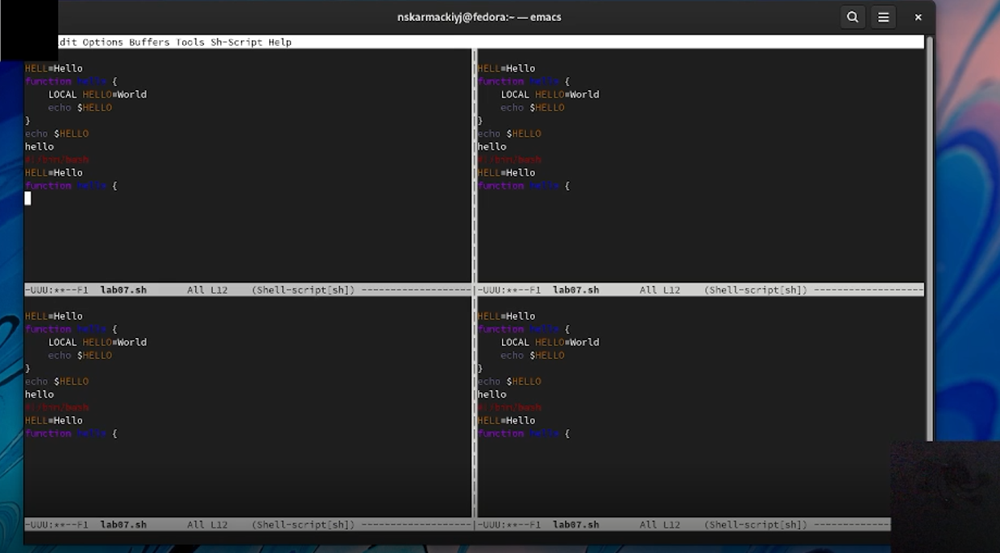 nskarmackiyj@fedora:~ — emacs
dit Options Buffers Tools Sh-Script Help
HELL=Hello
function hello {
    LOCAL HELLO=World
    echo $HELLO
}
echo $HELLO
hello
#!/bin/bash
HELL=Hello
function hello {
-UUU:**--F1  lab07.sh       All L12    (Shell-script[sh]) -------------------
HELL=Hello
function hello {
    LOCAL HELLO=World
    echo $HELLO
}
echo $HELLO
hello
#!/bin/bash
HELL=Hello
function hello {
-UUU:**--F1  lab07.sh       All L12    (Shell-script[sh]) -------------------
HELL=Hello
function hello {
    LOCAL HELLO=World
    echo $HELLO
}
echo $HELLO
hello
#!/bin/bash
HELL=Hello
function hello {
-UUU:**--F1  lab07.sh       All L12    (Shell-script[sh]) -------------------
HELL=Hello
function hello {
    LOCAL HELLO=World
    echo $HELLO
}
echo $HELLO
hello
#!/bin/bash
HELL=Hello
function hello {
-UUU:**--F1  lab07.sh       All L12    (Shell-script[sh]) -------------